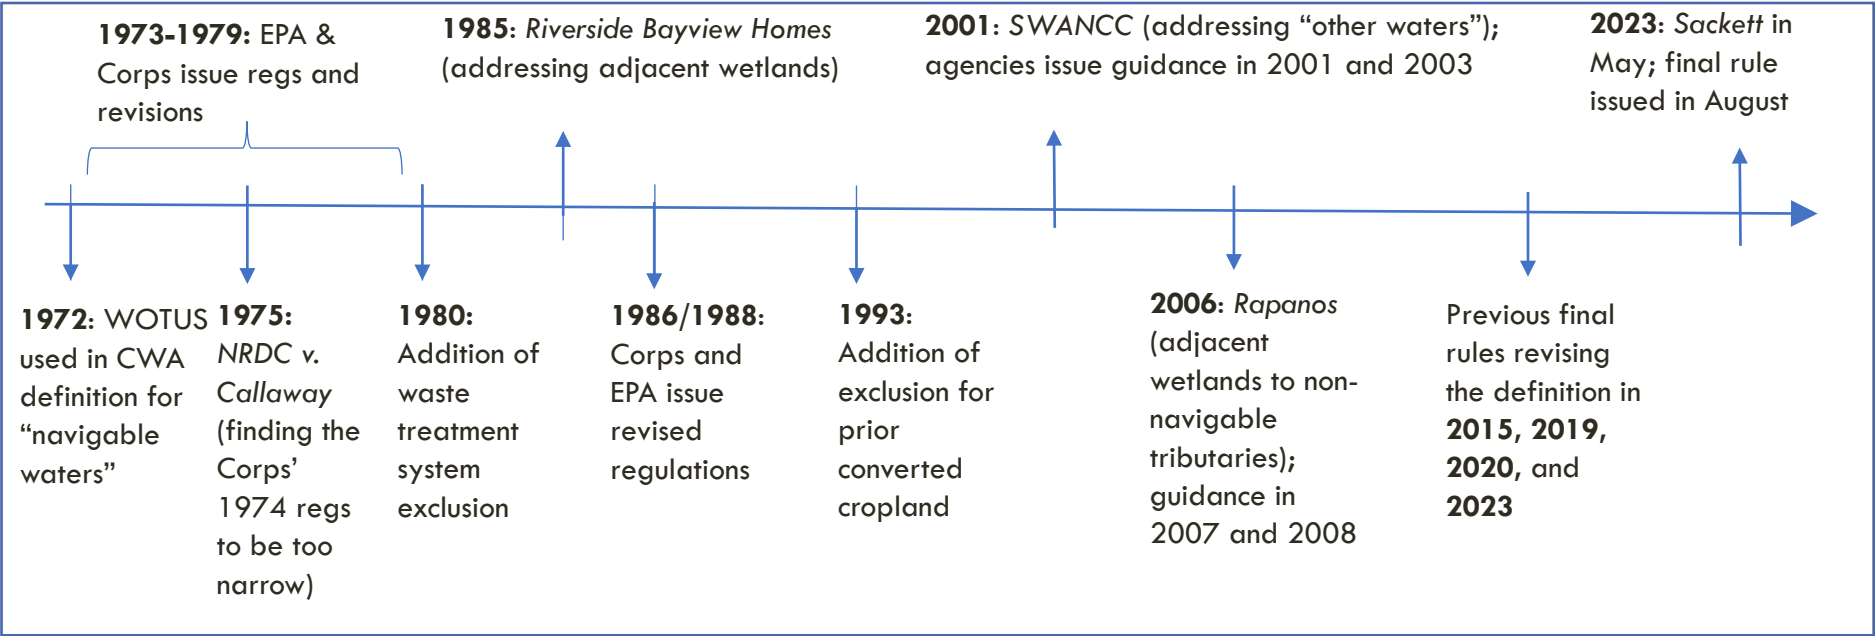 1973-1979: EPA &
Corps issue regs and
revisions
1985: Riverside Bayview Homes
(addressing adjacent wetlands)
2001: SWANCC (addressing “other waters”);
agencies issue guidance in 2001 and 2003
2023: Sackett in
May; final rule
issued in August
1972: WOTUS
used in CWA
definition for
“navigable
waters”
1975:
NRDC v.
Callaway
(finding the
Corps’
1974 regs
to be too
narrow)
1980:
Addition of
waste
treatment
system
exclusion
1986/1988:
Corps and
EPA issue
revised
regulations
1993:
Addition of
exclusion for
prior
converted
cropland
2006: Rapanos
(adjacent
wetlands to non-
navigable
tributaries);
guidance in
2007 and 2008
Previous final
rules revising
the definition in
2015, 2019,
2020, and
2023